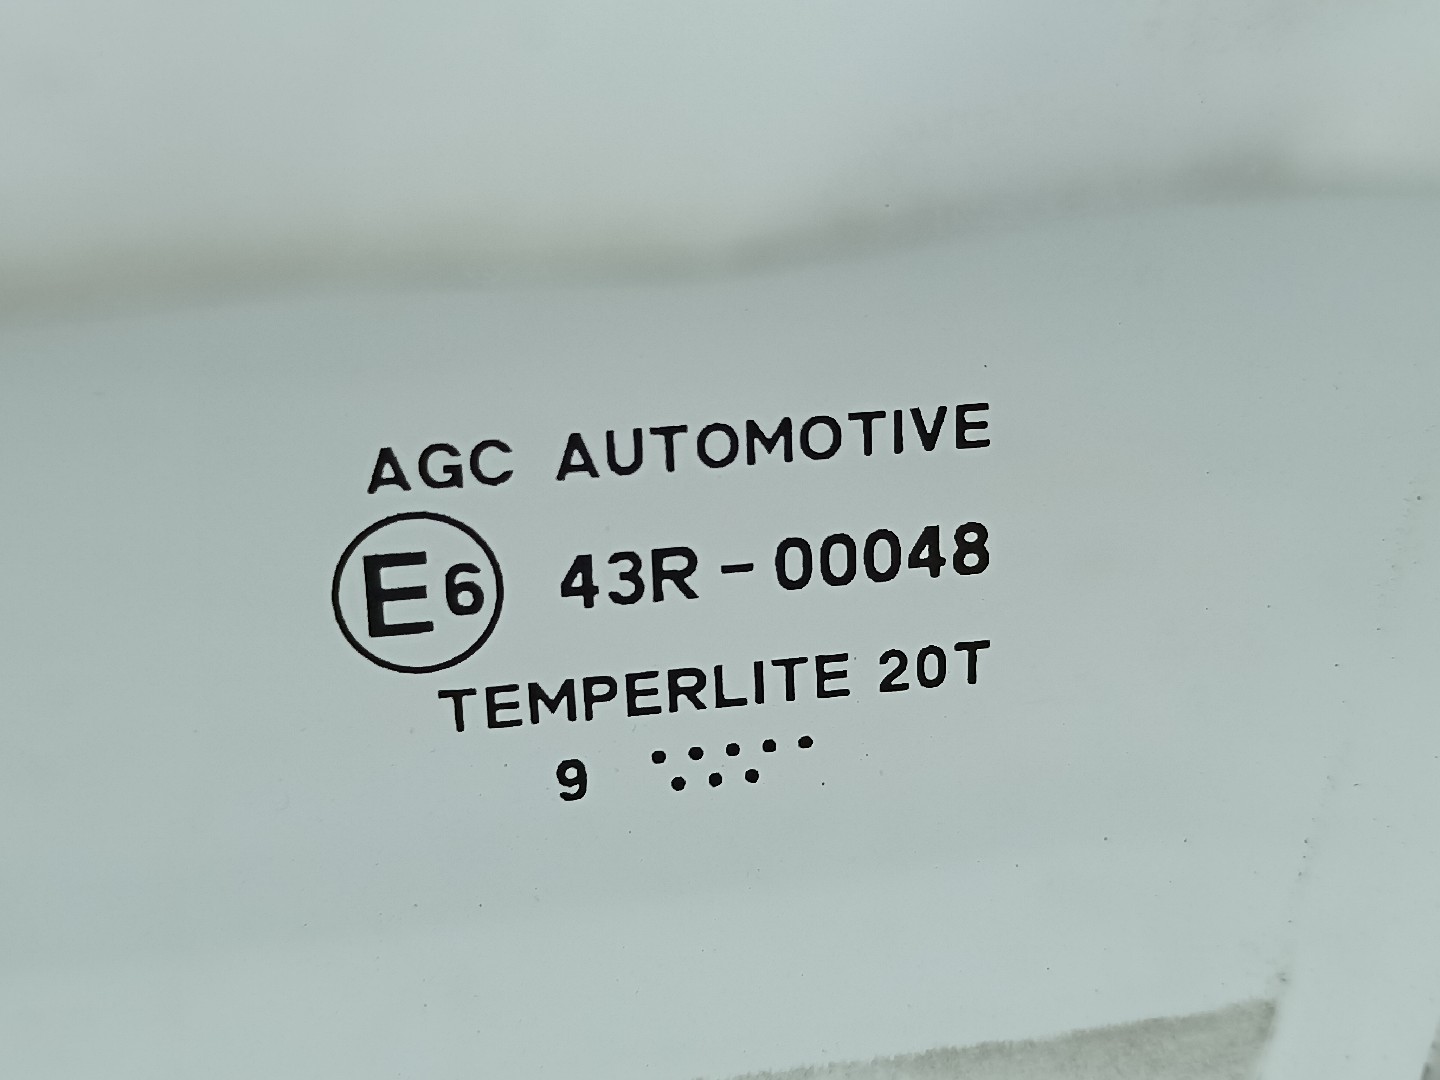 AGC AUTOMOTIVE
E6 43R-00048
TEMPERLITE 20T
9